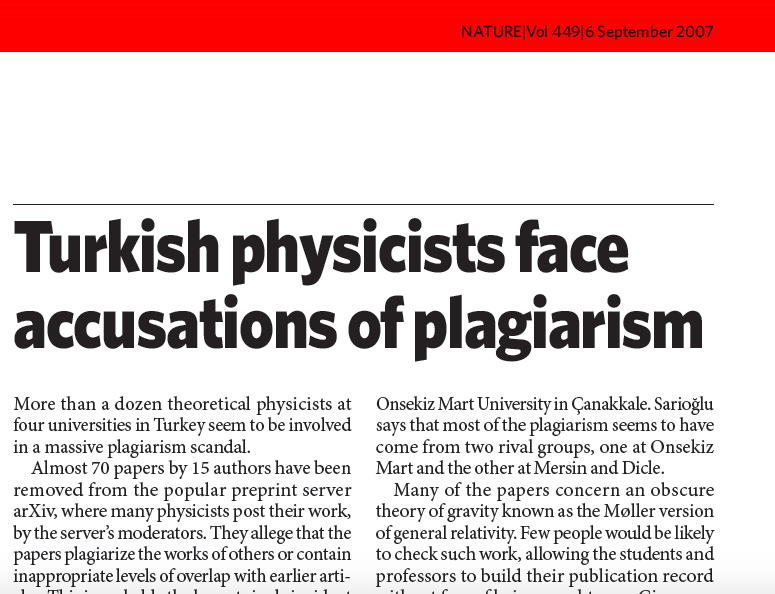 NATURE|Vol 449|6 September 2007
Turkish physicists face
accusations of plagiarism
More than a dozen theoretical physicists at
four universities in Turkey seem to be involved
in a massive plagiarism scandal.
Almost 70 papers by 15 authors have been
removed from the popular preprint server
arXiv, where many physicists post their work,
by the server's moderators. They allege that the
papers plagiarize the works of others or contain
inappropriate levels of overlap with earlier arti-
Onsekiz Mart University in Çanakkale. Sarioğlu
says that most of the plagiarism seems to have
come from two rival groups, one at Onsekiz
Mart and the other at Mersin and Dicle.
Many of the papers concern an obscure
theory of gravity known as the Møller version
of general relativity. Few people would be likely
to check such work, allowing the students and
professors to build their publication record